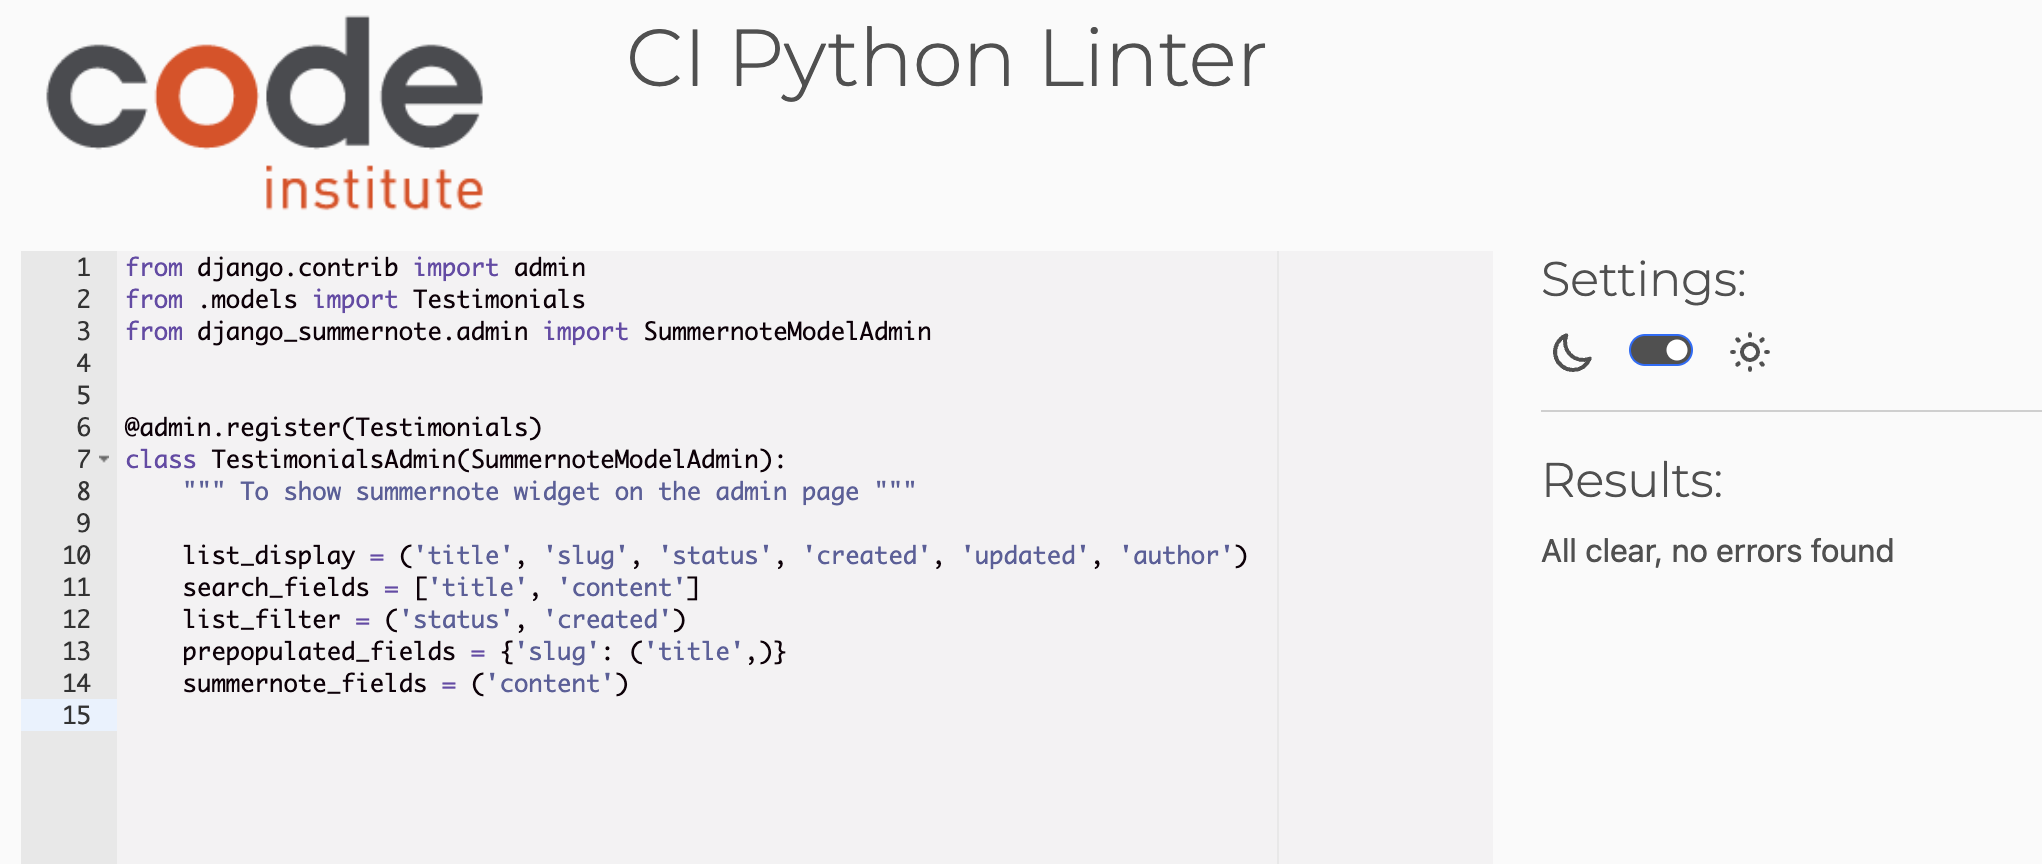 code
institute
CI Python Linter
1 from django.contrib import admin
2 from .models import Testimonials
3 from django_summernote.admin import SummernoteModelAdmin
4
5
6 @admin.register(Testimonials)
7 class TestimonialsAdmin(SummernoteModelAdmin):
8     """ To show summernote widget on the admin page """
9
10     list_display = ('title', 'slug', 'status', 'created', 'updated', 'author')
11     search_fields = ['title', 'content']
12     list_filter = ('status', 'created')
13     prepopulated_fields = {'slug': ('title',)}
14     summernote_fields = ('content')
15
Settings:
Results:
All clear, no errors found